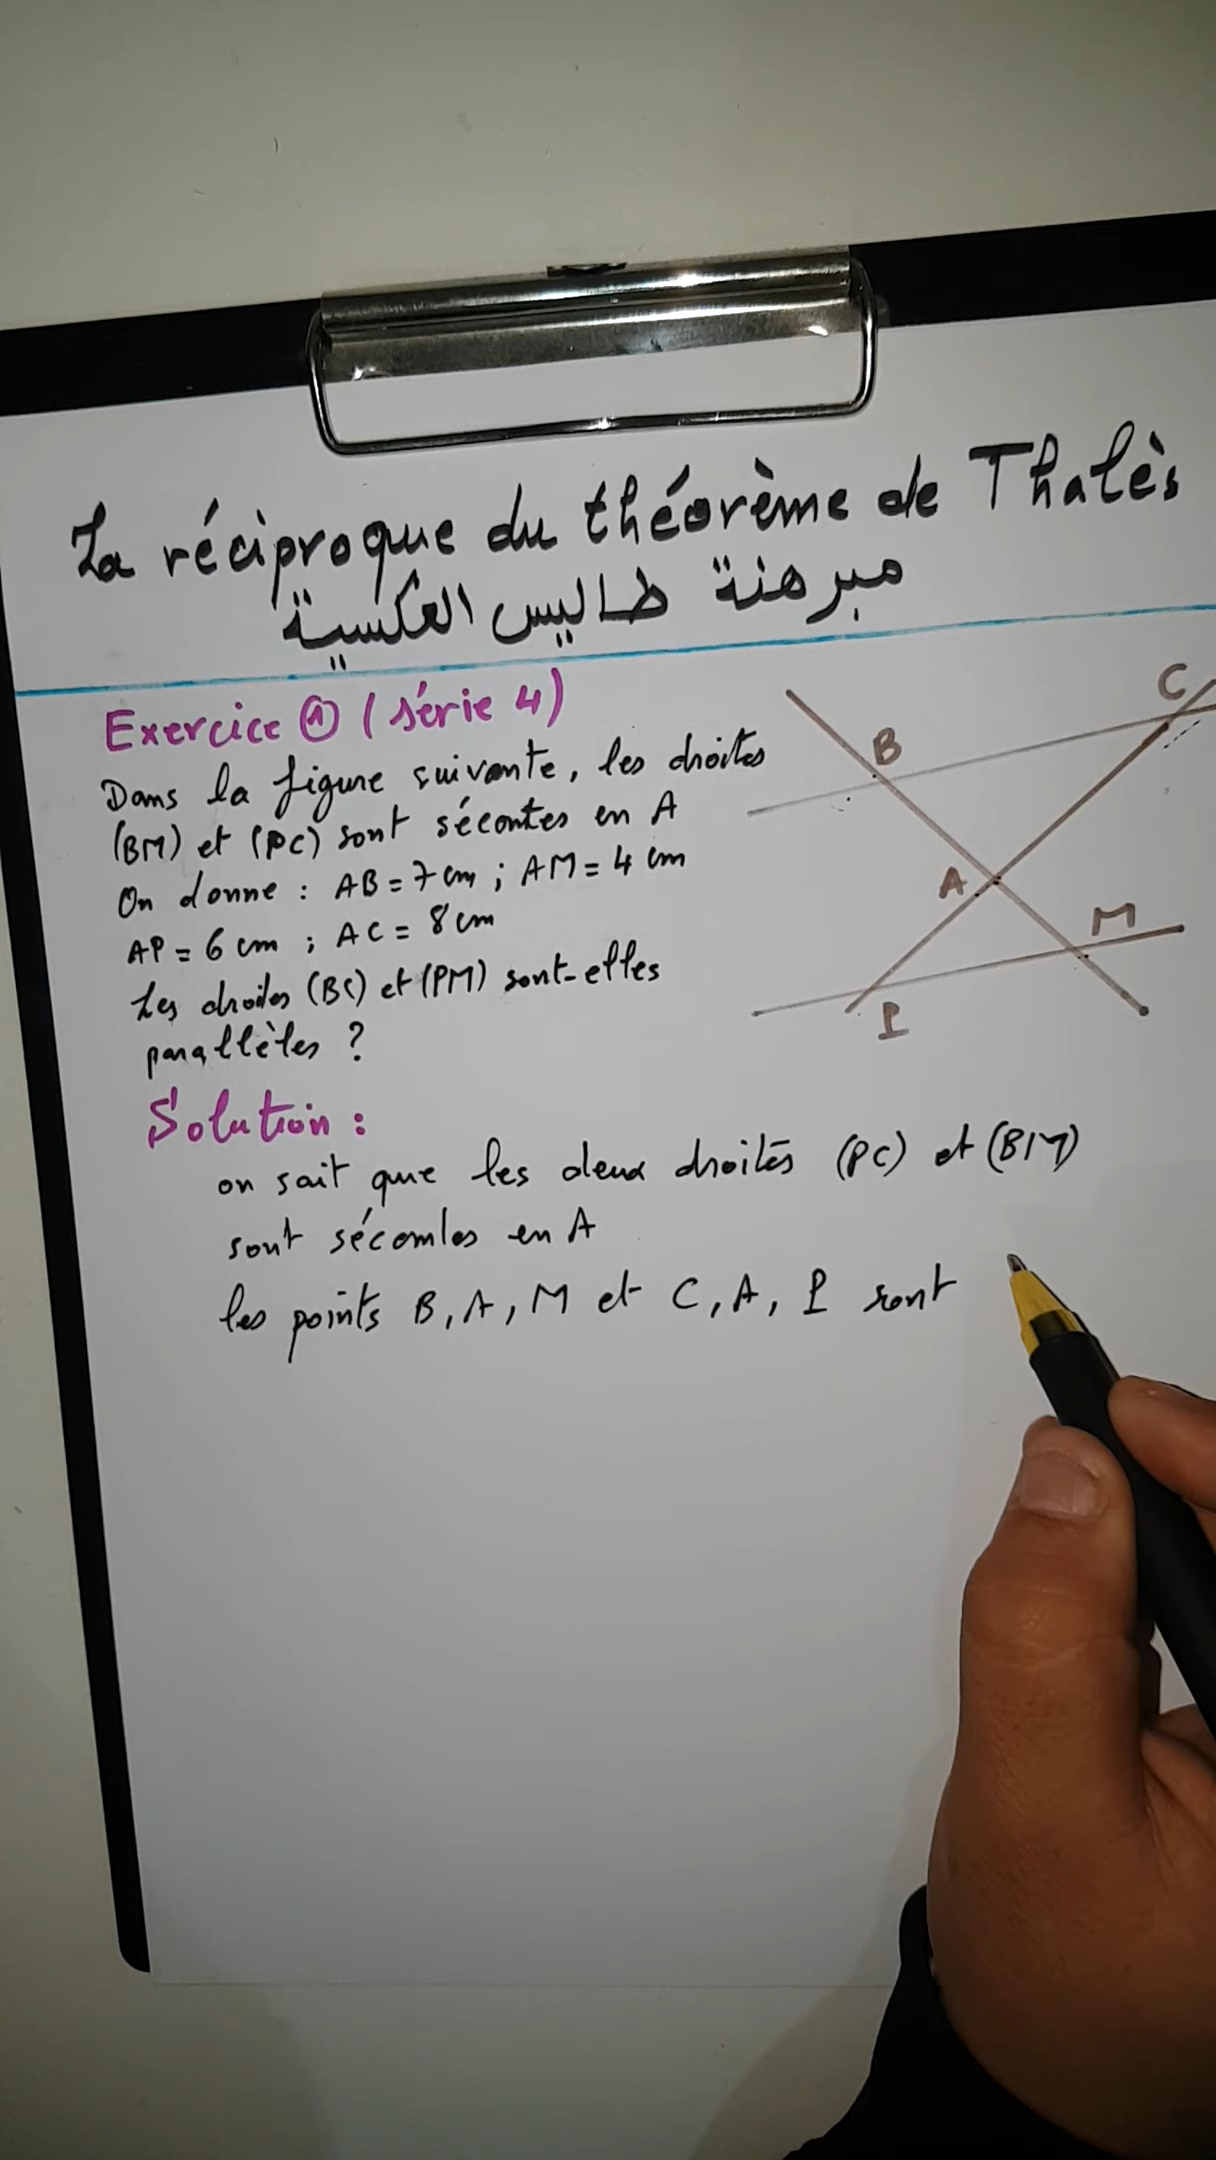 La réciproque du théorème de Thalès
مبرهنة طاليس العكسية
Exercice ① (série 4)
Dans la figure suivante, les droites
(BM) et (PC) sont sécantes en A
On donne : AB = 7 cm ; AM = 4 cm
AP = 6 cm ; AC = 8 cm
Les droites (BC) et (PM) sont-elles
parallèles ?
C
B
A
M
P
Solution :
on sait que les deux droites (PC) et (BM)
sont sécantes en A
les points B, A, M et C, A, P sont